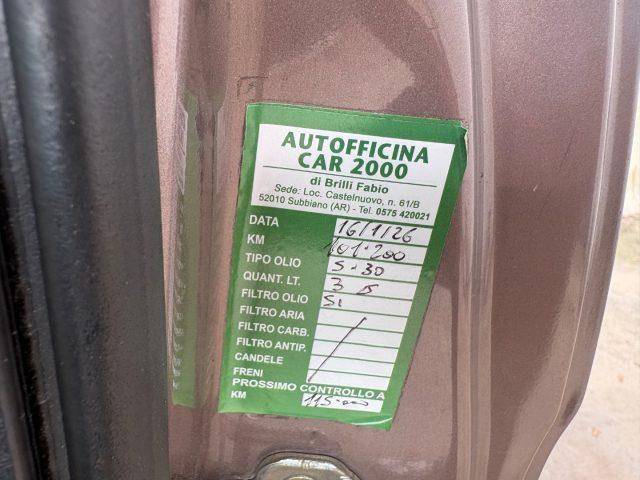 AUTOFFICINA
CAR 2000
di Brilli Fabio
Sede: Loc. Castelnuovo, n. 61/B
52010 Subbiano (AR) - Tel. 0575 420021
DATA 16/1/26
KM 101.200
TIPO OLIO 5-30
QUANT. LT. 3
FILTRO OLIO Si
FILTRO ARIA
FILTRO CARB.
FILTRO ANTIP.
CANDELE
FRENI
PROSSIMO CONTROLLO A
KM 115.000